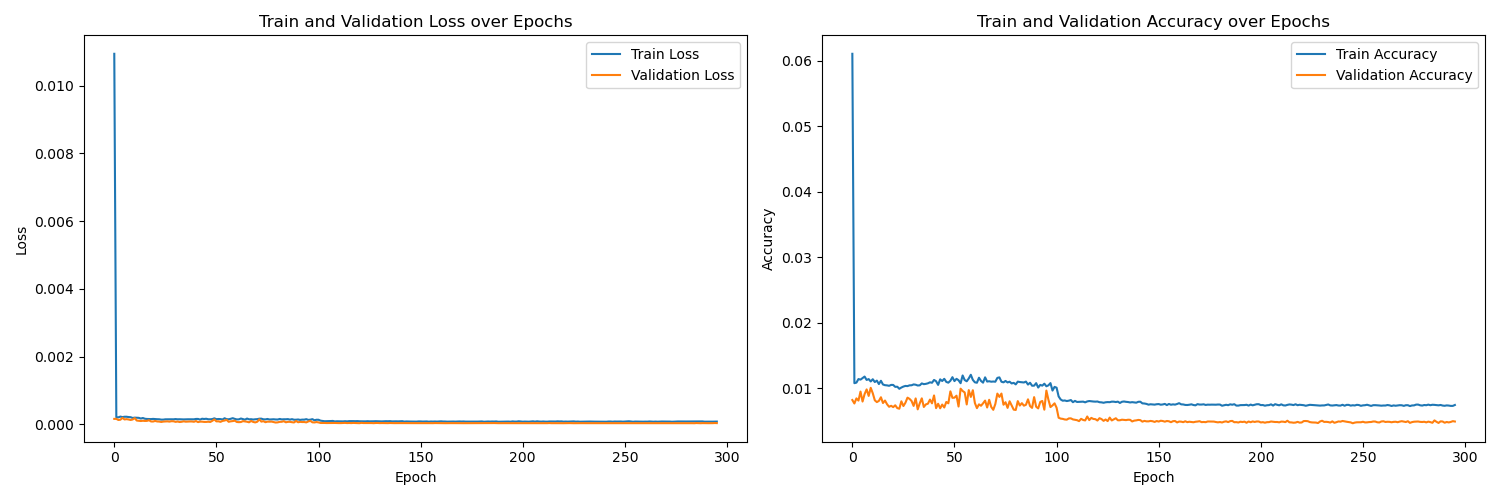 Train and Validation Loss over Epochs
Loss
0.010
0.008
0.006
0.004
0.002
0.000
Train Loss
Validation Loss
0 50 100 150 200 250 300
Epoch
Train and Validation Accuracy over Epochs
Accuracy
0.06
0.05
0.04
0.03
0.02
0.01
Train Accuracy
Validation Accuracy
0 50 100 150 200 250 300
Epoch